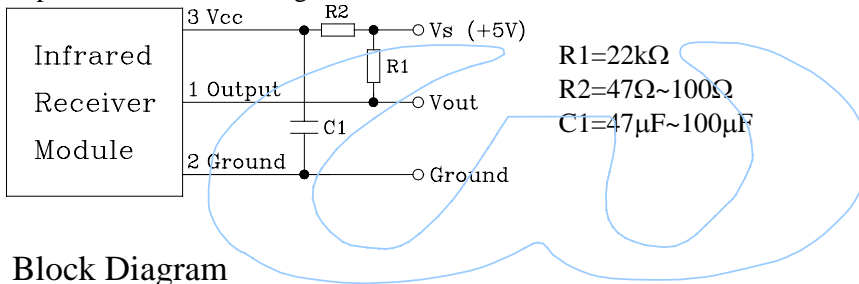 3 Vcc
R2
Vs (+5V)
R1
1 Output
Vout
C1
2 Ground
Ground
Infrared
Receiver
Module
R1=22kΩ
R2=47Ω~100Ω
C1=47μF~100μF
Block Diagram